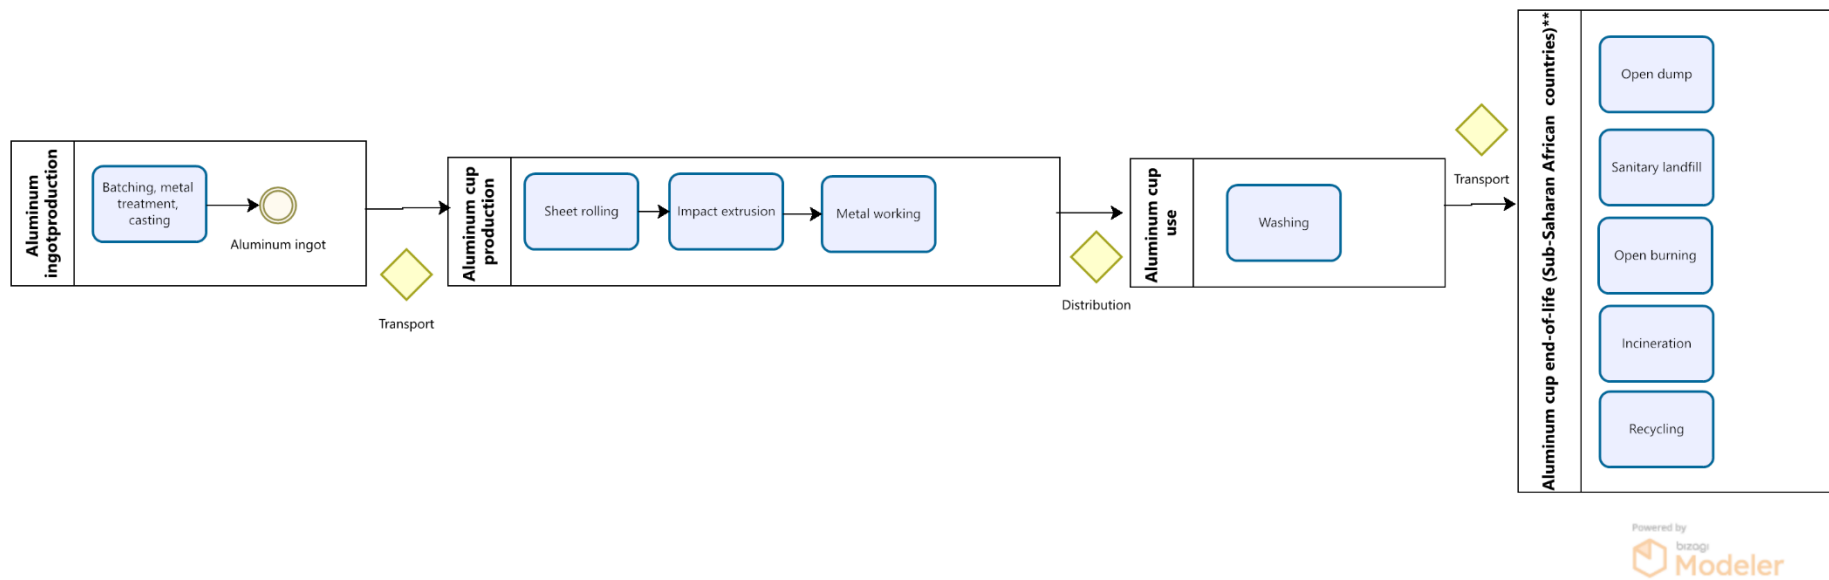 Aluminum
ingotproduction
Batching, metal
treatment,
casting
Aluminum ingot
Transport
Aluminum cup
production
Sheet rolling
Impact extrusion
Metal working
Distribution
Aluminum cup
use
Washing
Transport
Aluminum cup end-of-life (Sub-Saharan African countries)**
Open dump
Sanitary landfill
Open burning
Incineration
Recycling
Powered by
bizagi
Modeler